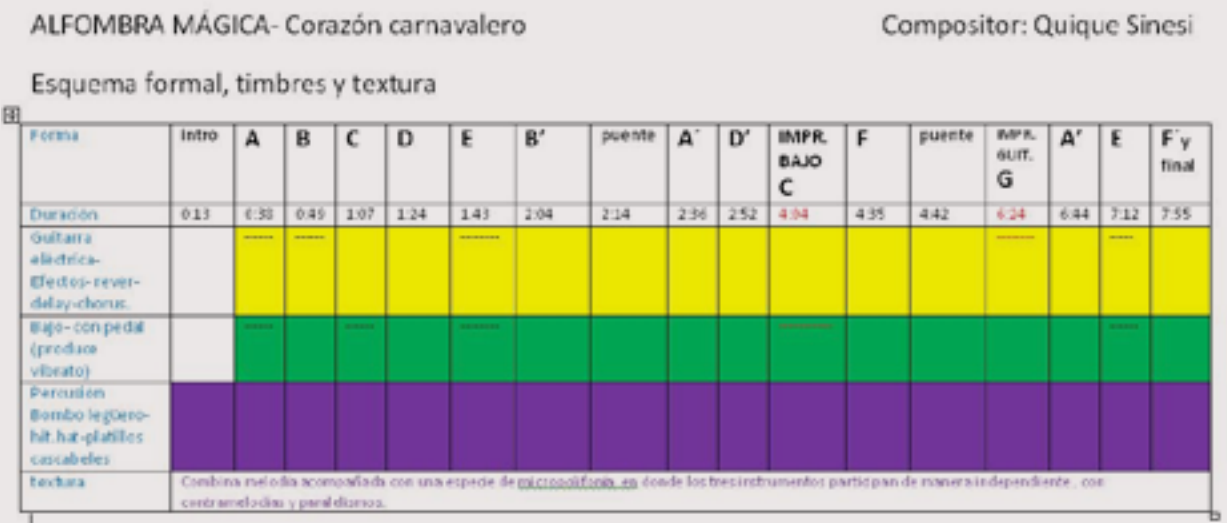 ALFOMBRA MÁGICA- Corazón carnavalero Compositor: Quique Sinesi
Esquema formal, timbres y textura
Forma intro A B C D E B’ puente A´ D’ IMPR. BAJO C F puente IMPR. GUIT. G A’ E F´y final
Duración 0:13 0:38 0:49 1:07 1:24 1:43 2:04 2:14 2:36 2:52 4:04 4:35 4:42 6:24 6:44 7:12 7:55
Guitarra
eléctrica-
Efectos-rever-
delay-chorus.
Bajo- con pedal
(produce
vibrato)
Percusión
Bombo legüero-
hit.hat-platillos
cascabeles
textura Combina melodía acompañada con una especie de micropolifonía en donde los tres instrumentos participan de manera independiente, con
contramelodías y paralelismos.